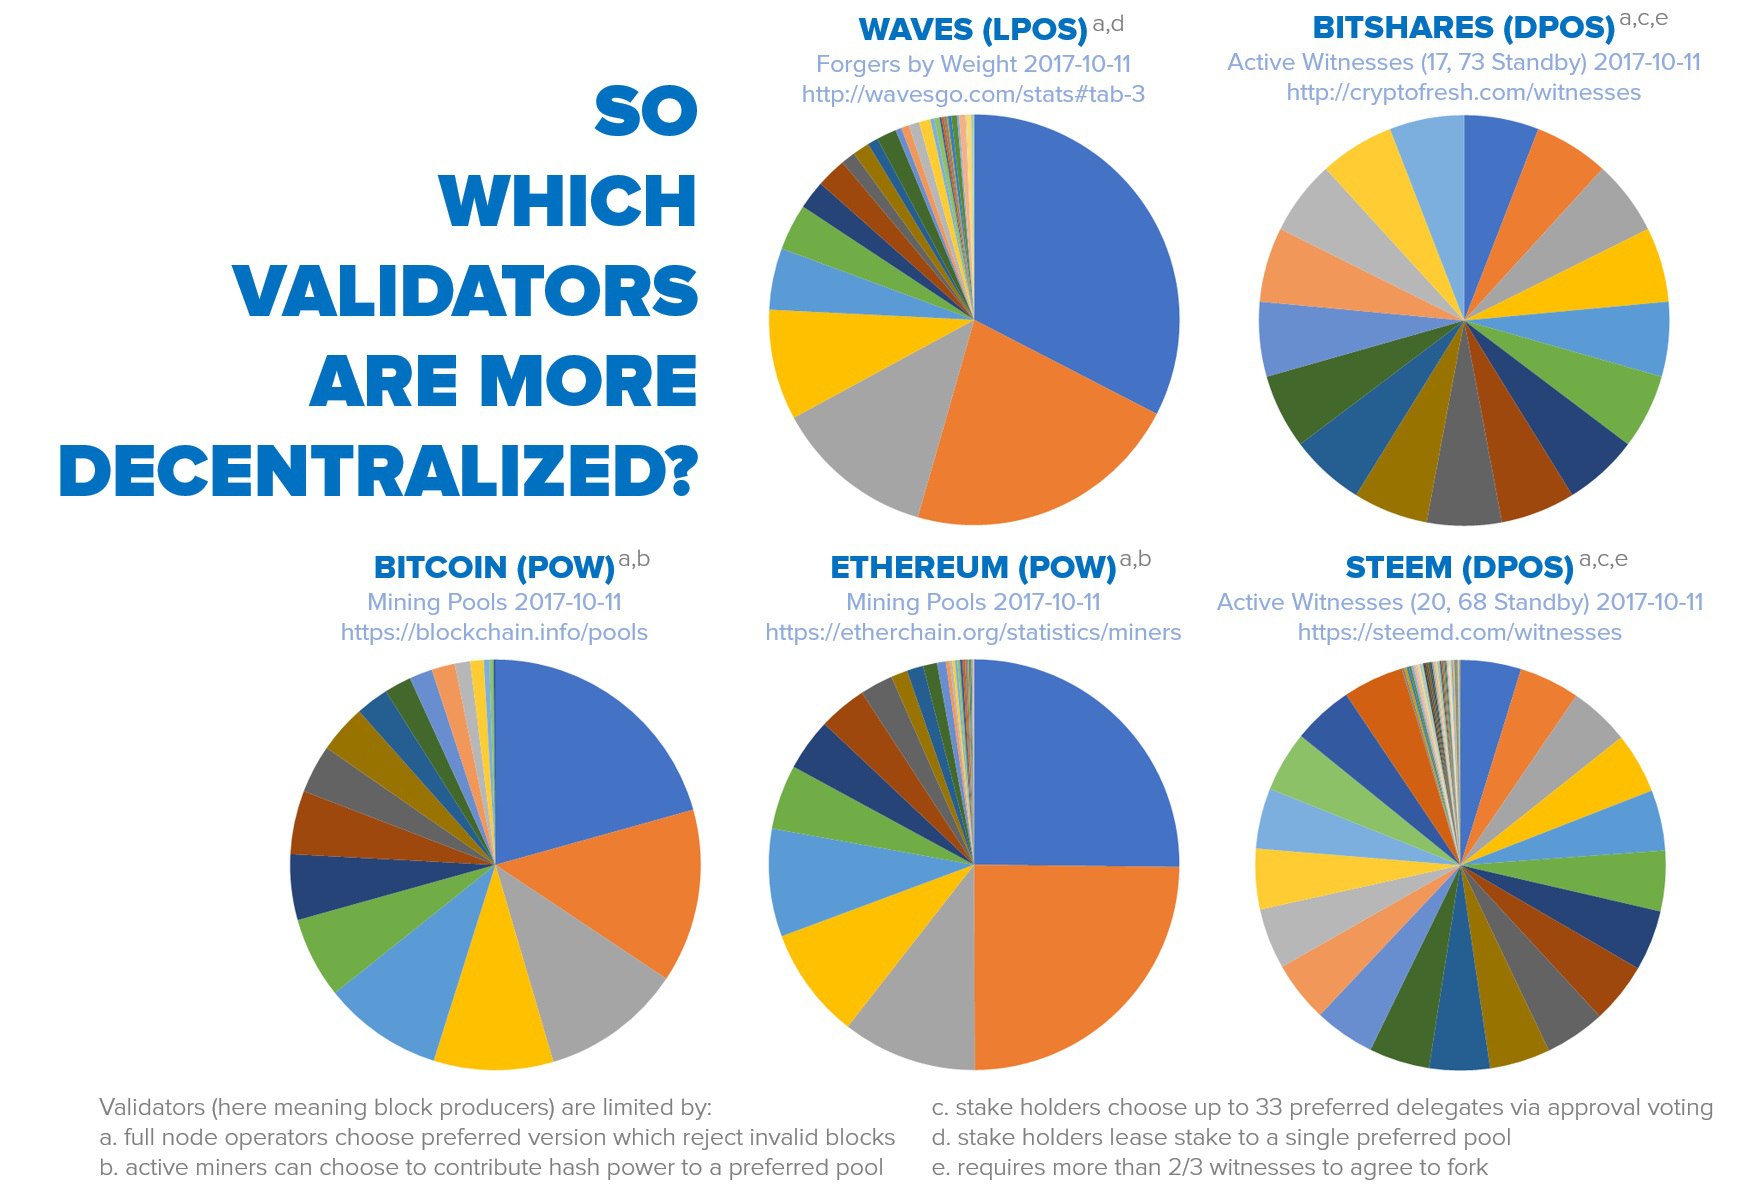 SO
WHICH
VALIDATORS
ARE MORE
DECENTRALIZED?
WAVES (LPOS) a,d
Forgers by Weight 2017-10-11
http://wavesgo.com/stats#tab-3
BITSHARES (DPOS) a,c,e
Active Witnesses (17, 73 Standby) 2017-10-11
http://cryptofresh.com/witnesses
BITCOIN (POW) a,b
Mining Pools 2017-10-11
https://blockchain.info/pools
ETHEREUM (POW) a,b
Mining Pools 2017-10-11
https://etherchain.org/statistics/miners
STEEM (DPOS) a,c,e
Active Witnesses (20, 68 Standby) 2017-10-11
https://steemd.com/witnesses
Validators (here meaning block producers) are limited by:
a. full node operators choose preferred version which reject invalid blocks
b. active miners can choose to contribute hash power to a preferred pool
c. stake holders choose up to 33 preferred delegates via approval voting
d. stake holders lease stake to a single preferred pool
e. requires more than 2/3 witnesses to agree to fork